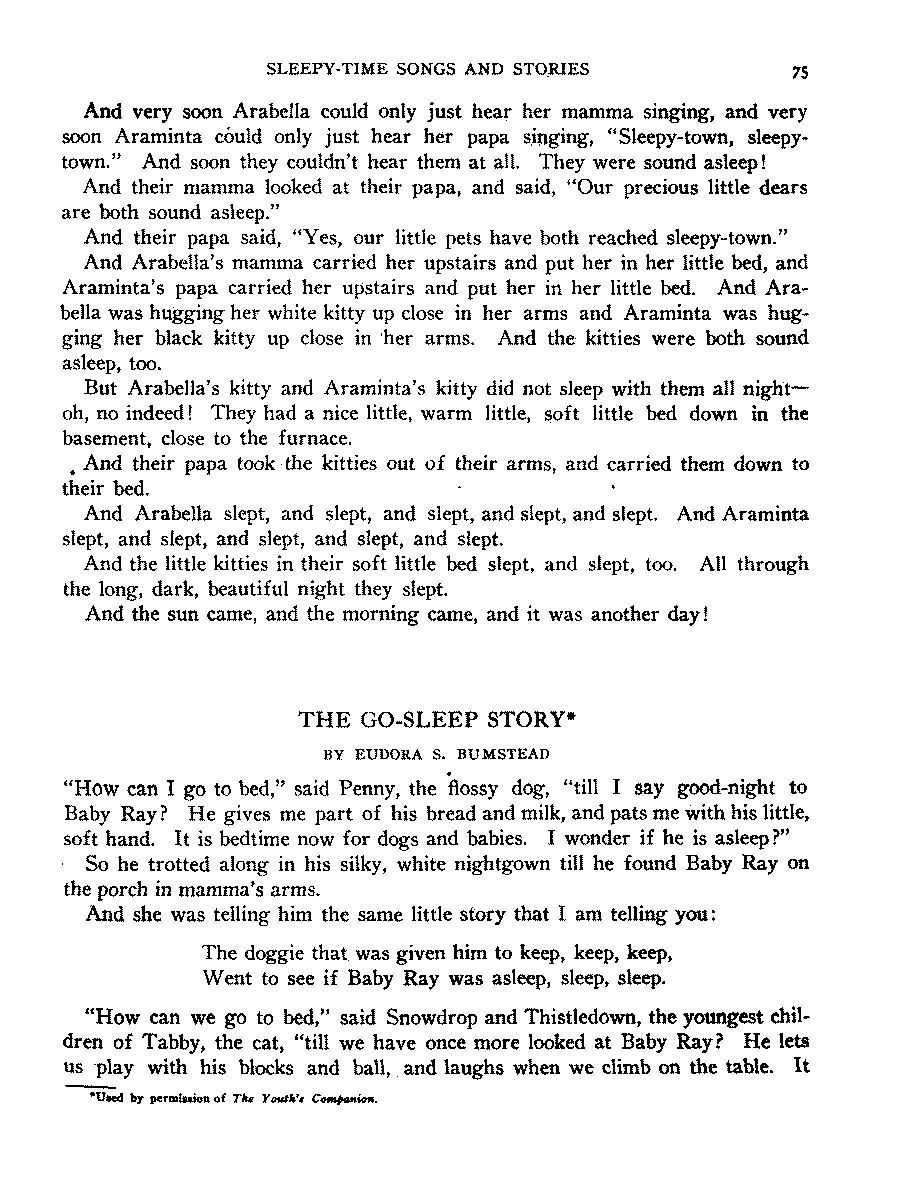 SLEEPY-TIME SONGS AND STORIES 75
And very soon Arabella could only just hear her mamma singing, and very
soon Araminta could only just hear her papa singing, "Sleepy-town, sleepy-
town." And soon they couldn't hear them at all. They were sound asleep!
And their mamma looked at their papa, and said, "Our precious little dears
are both sound asleep."
And their papa said, "Yes, our little pets have both reached sleepy-town."
And Arabella's mamma carried her upstairs and put her in her little bed, and
Araminta's papa carried her upstairs and put her in her little bed. And Ara-
bella was hugging her white kitty up close in her arms and Araminta was hug-
ging her black kitty up close in her arms. And the kitties were both sound
asleep, too.
But Arabella's kitty and Araminta's kitty did not sleep with them all night—
oh, no indeed! They had a nice little, warm little, soft little bed down in the
basement, close to the furnace.
And their papa took the kitties out of their arms, and carried them down to
their bed.
And Arabella slept, and slept, and slept, and slept, and slept. And Araminta
slept, and slept, and slept, and slept, and slept.
And the little kitties in their soft little bed slept, and slept, too. All through
the long, dark, beautiful night they slept.
And the sun came, and the morning came, and it was another day!
THE GO-SLEEP STORY*
BY EUDORA S. BUMSTEAD
"How can I go to bed," said Penny, the flossy dog, "till I say good-night to
Baby Ray? He gives me part of his bread and milk, and pats me with his little,
soft hand. It is bedtime now for dogs and babies. I wonder if he is asleep?"
So he trotted along in his silky, white nightgown till he found Baby Ray on
the porch in mamma's arms.
And she was telling him the same little story that I am telling you:
The doggie that was given him to keep, keep, keep,
Went to see if Baby Ray was asleep, sleep, sleep.
"How can we go to bed," said Snowdrop and Thistledown, the youngest chil-
dren of Tabby, the cat, "till we have once more looked at Baby Ray? He lets
us play with his blocks and ball, and laughs when we climb on the table. It
*Used by permission of The Youth's Companion.